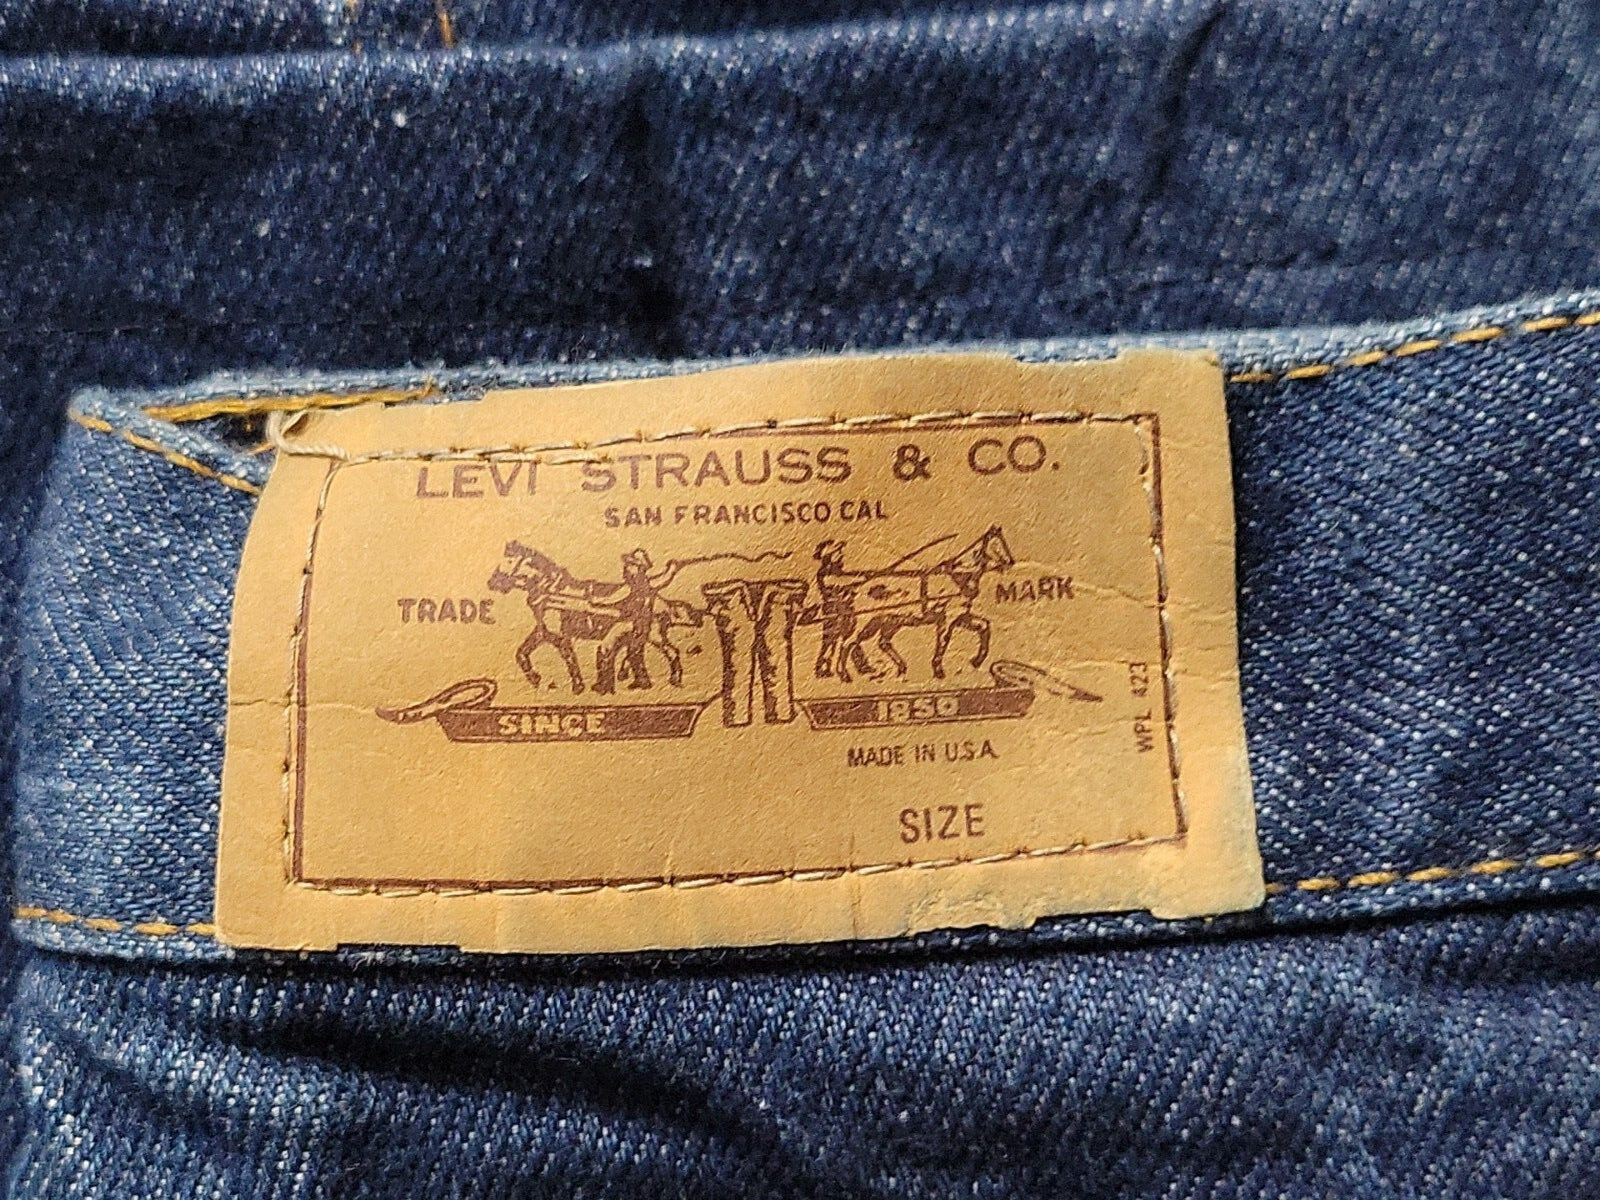 LEVI STRAUSS & CO.
SAN FRANCISCO CAL
TRADE MARK
SINCE 1850
MADE IN U.S.A.
WPL 423
SIZE